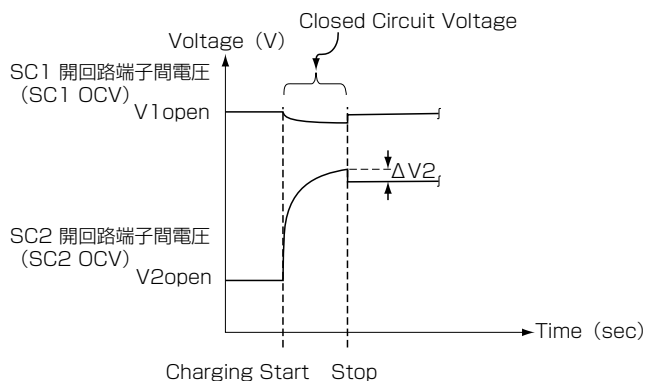 Closed Circuit Voltage
Voltage（V）
SC1 開回路端子間電圧
（SC1 OCV）
V1open
ΔV2
SC2 開回路端子間電圧
（SC2 OCV）
V2open
Time（sec）
Charging Start Stop